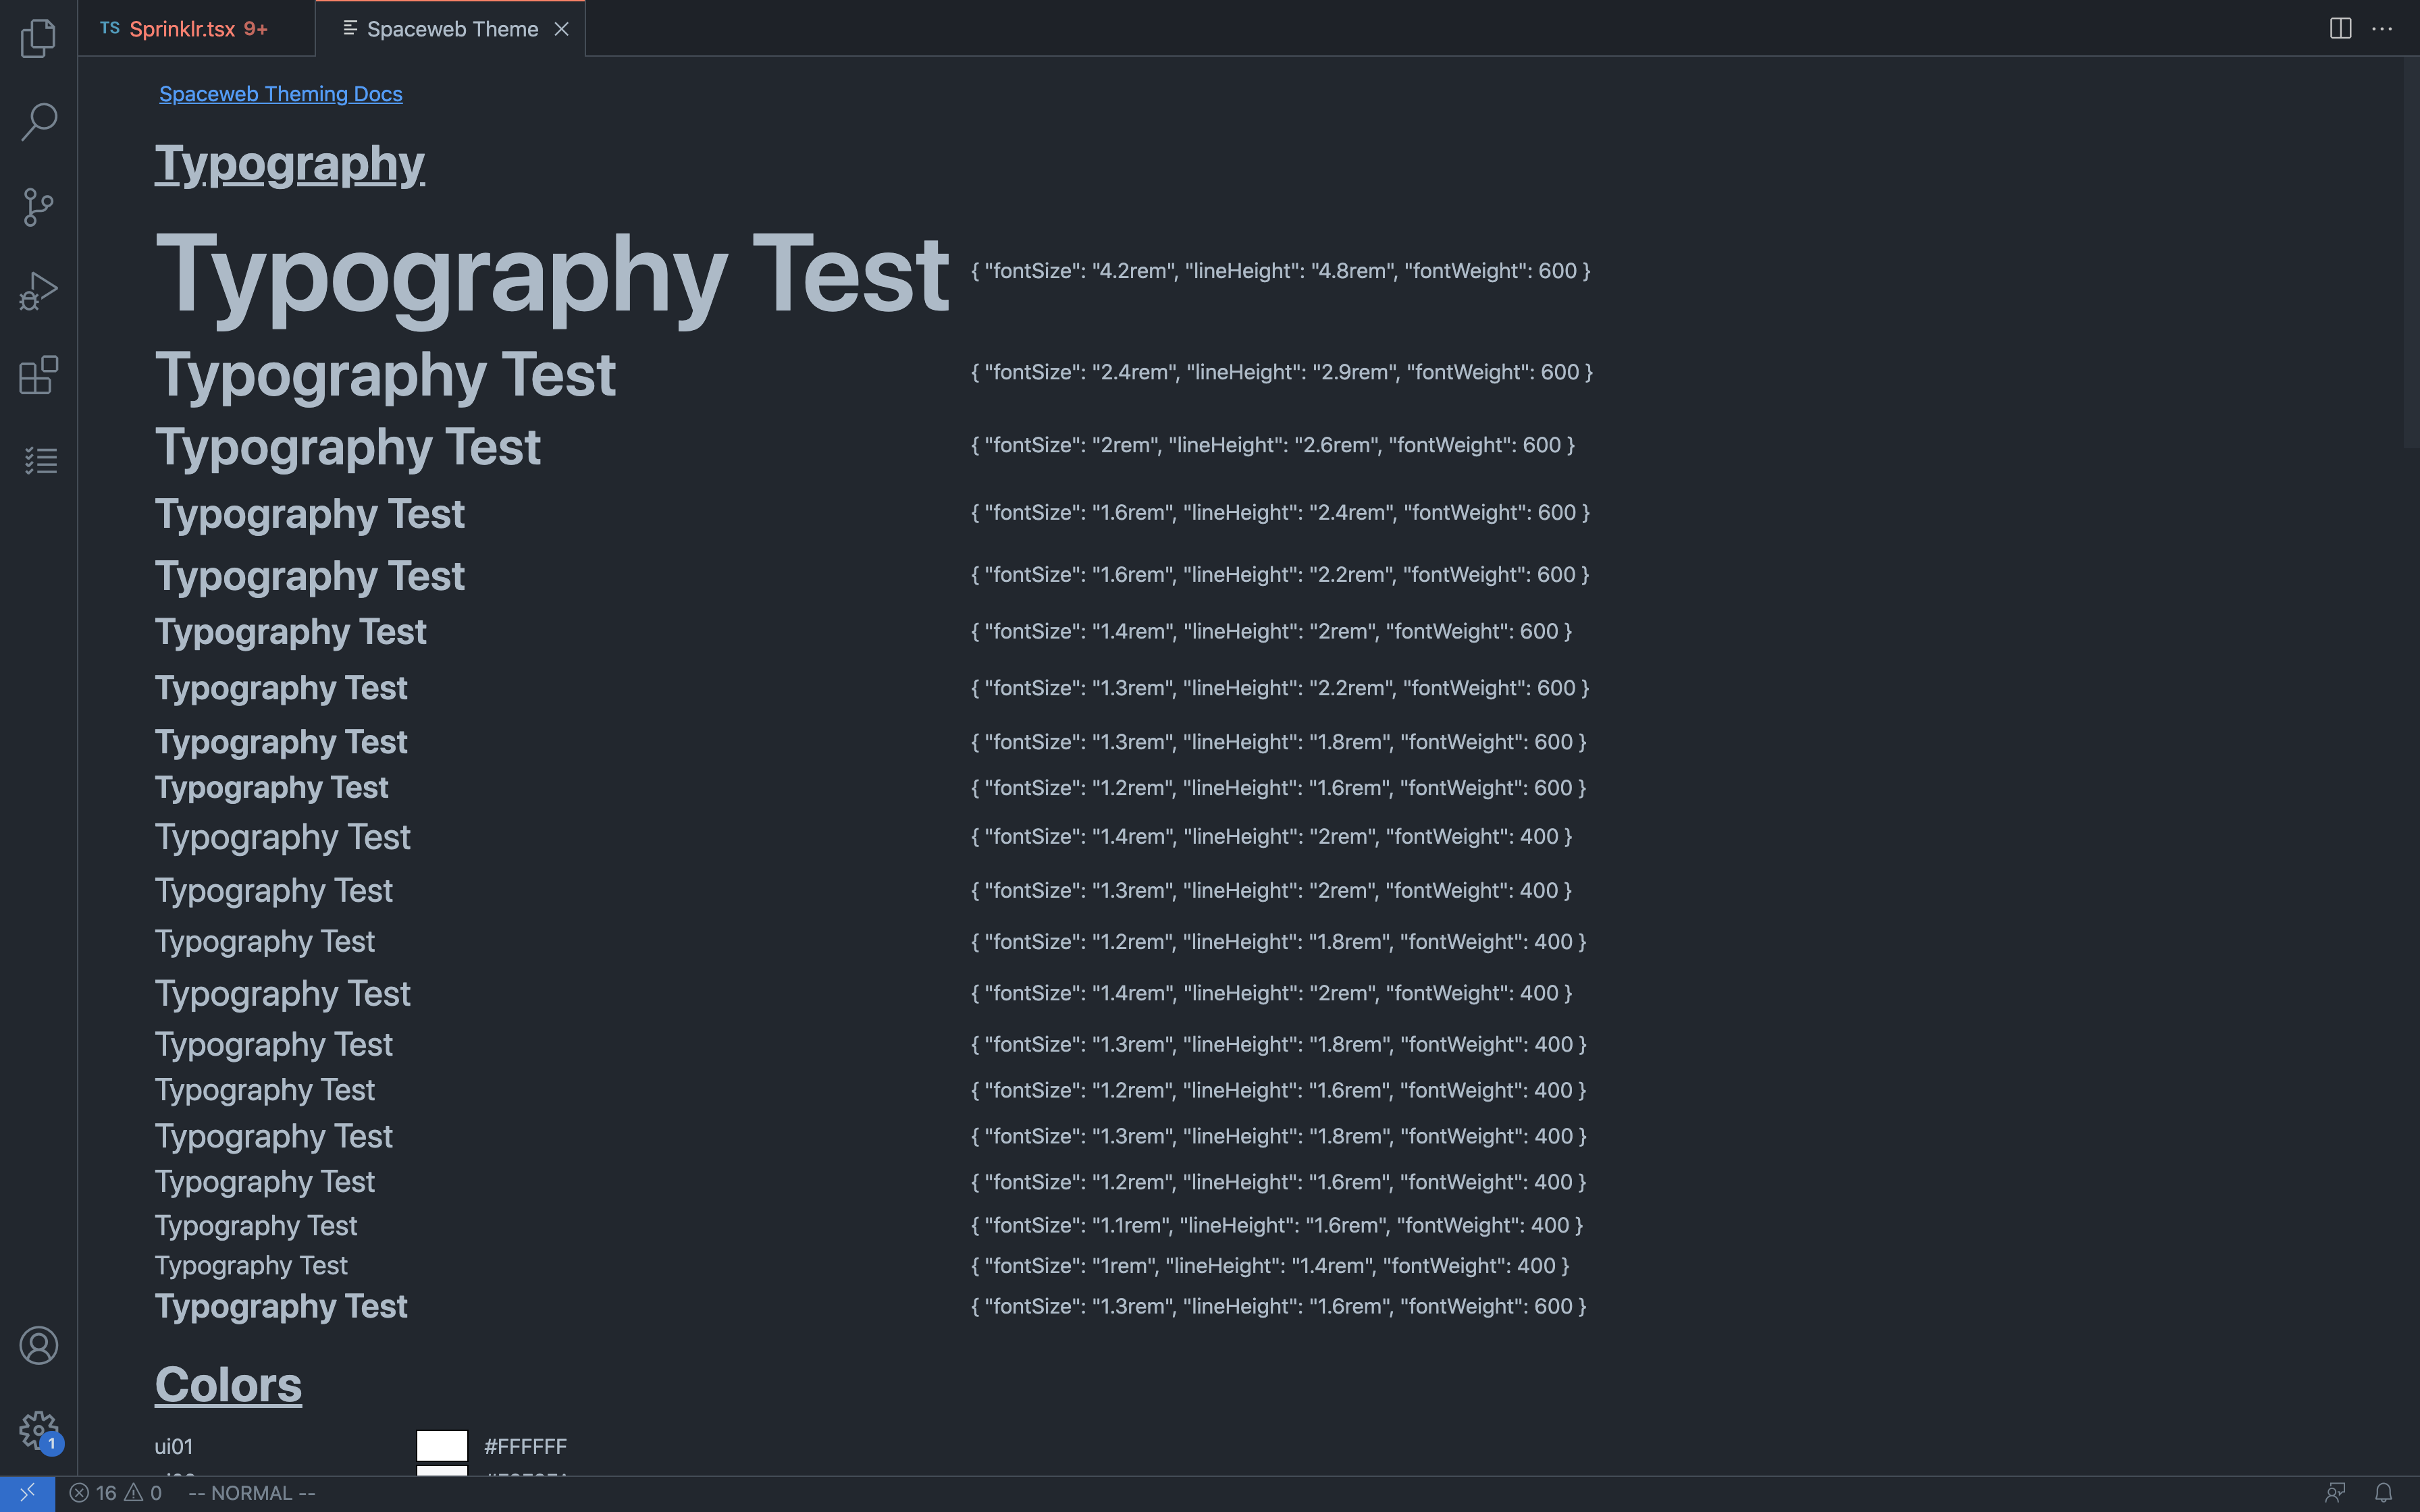 TS Sprinklr.tsx 9+ Spaceweb Theme
Spaceweb Theming Docs
Typography
Typography Test { "fontSize": "4.2rem", "lineHeight": "4.8rem", "fontWeight": 600 }
Typography Test { "fontSize": "2.4rem", "lineHeight": "2.9rem", "fontWeight": 600 }
Typography Test { "fontSize": "2rem", "lineHeight": "2.6rem", "fontWeight": 600 }
Typography Test { "fontSize": "1.6rem", "lineHeight": "2.4rem", "fontWeight": 600 }
Typography Test { "fontSize": "1.6rem", "lineHeight": "2.2rem", "fontWeight": 600 }
Typography Test { "fontSize": "1.4rem", "lineHeight": "2rem", "fontWeight": 600 }
Typography Test { "fontSize": "1.3rem", "lineHeight": "2.2rem", "fontWeight": 600 }
Typography Test { "fontSize": "1.3rem", "lineHeight": "1.8rem", "fontWeight": 600 }
Typography Test { "fontSize": "1.2rem", "lineHeight": "1.6rem", "fontWeight": 600 }
Typography Test { "fontSize": "1.4rem", "lineHeight": "2rem", "fontWeight": 400 }
Typography Test { "fontSize": "1.3rem", "lineHeight": "2rem", "fontWeight": 400 }
Typography Test { "fontSize": "1.2rem", "lineHeight": "1.8rem", "fontWeight": 400 }
Typography Test { "fontSize": "1.4rem", "lineHeight": "2rem", "fontWeight": 400 }
Typography Test { "fontSize": "1.3rem", "lineHeight": "1.8rem", "fontWeight": 400 }
Typography Test { "fontSize": "1.2rem", "lineHeight": "1.6rem", "fontWeight": 400 }
Typography Test { "fontSize": "1.3rem", "lineHeight": "1.8rem", "fontWeight": 400 }
Typography Test { "fontSize": "1.2rem", "lineHeight": "1.6rem", "fontWeight": 400 }
Typography Test { "fontSize": "1.1rem", "lineHeight": "1.6rem", "fontWeight": 400 }
Typography Test { "fontSize": "1rem", "lineHeight": "1.4rem", "fontWeight": 400 }
Typography Test { "fontSize": "1.3rem", "lineHeight": "1.6rem", "fontWeight": 600 }
Colors
ui01 #FFFFFF
1
16 0 -- NORMAL --